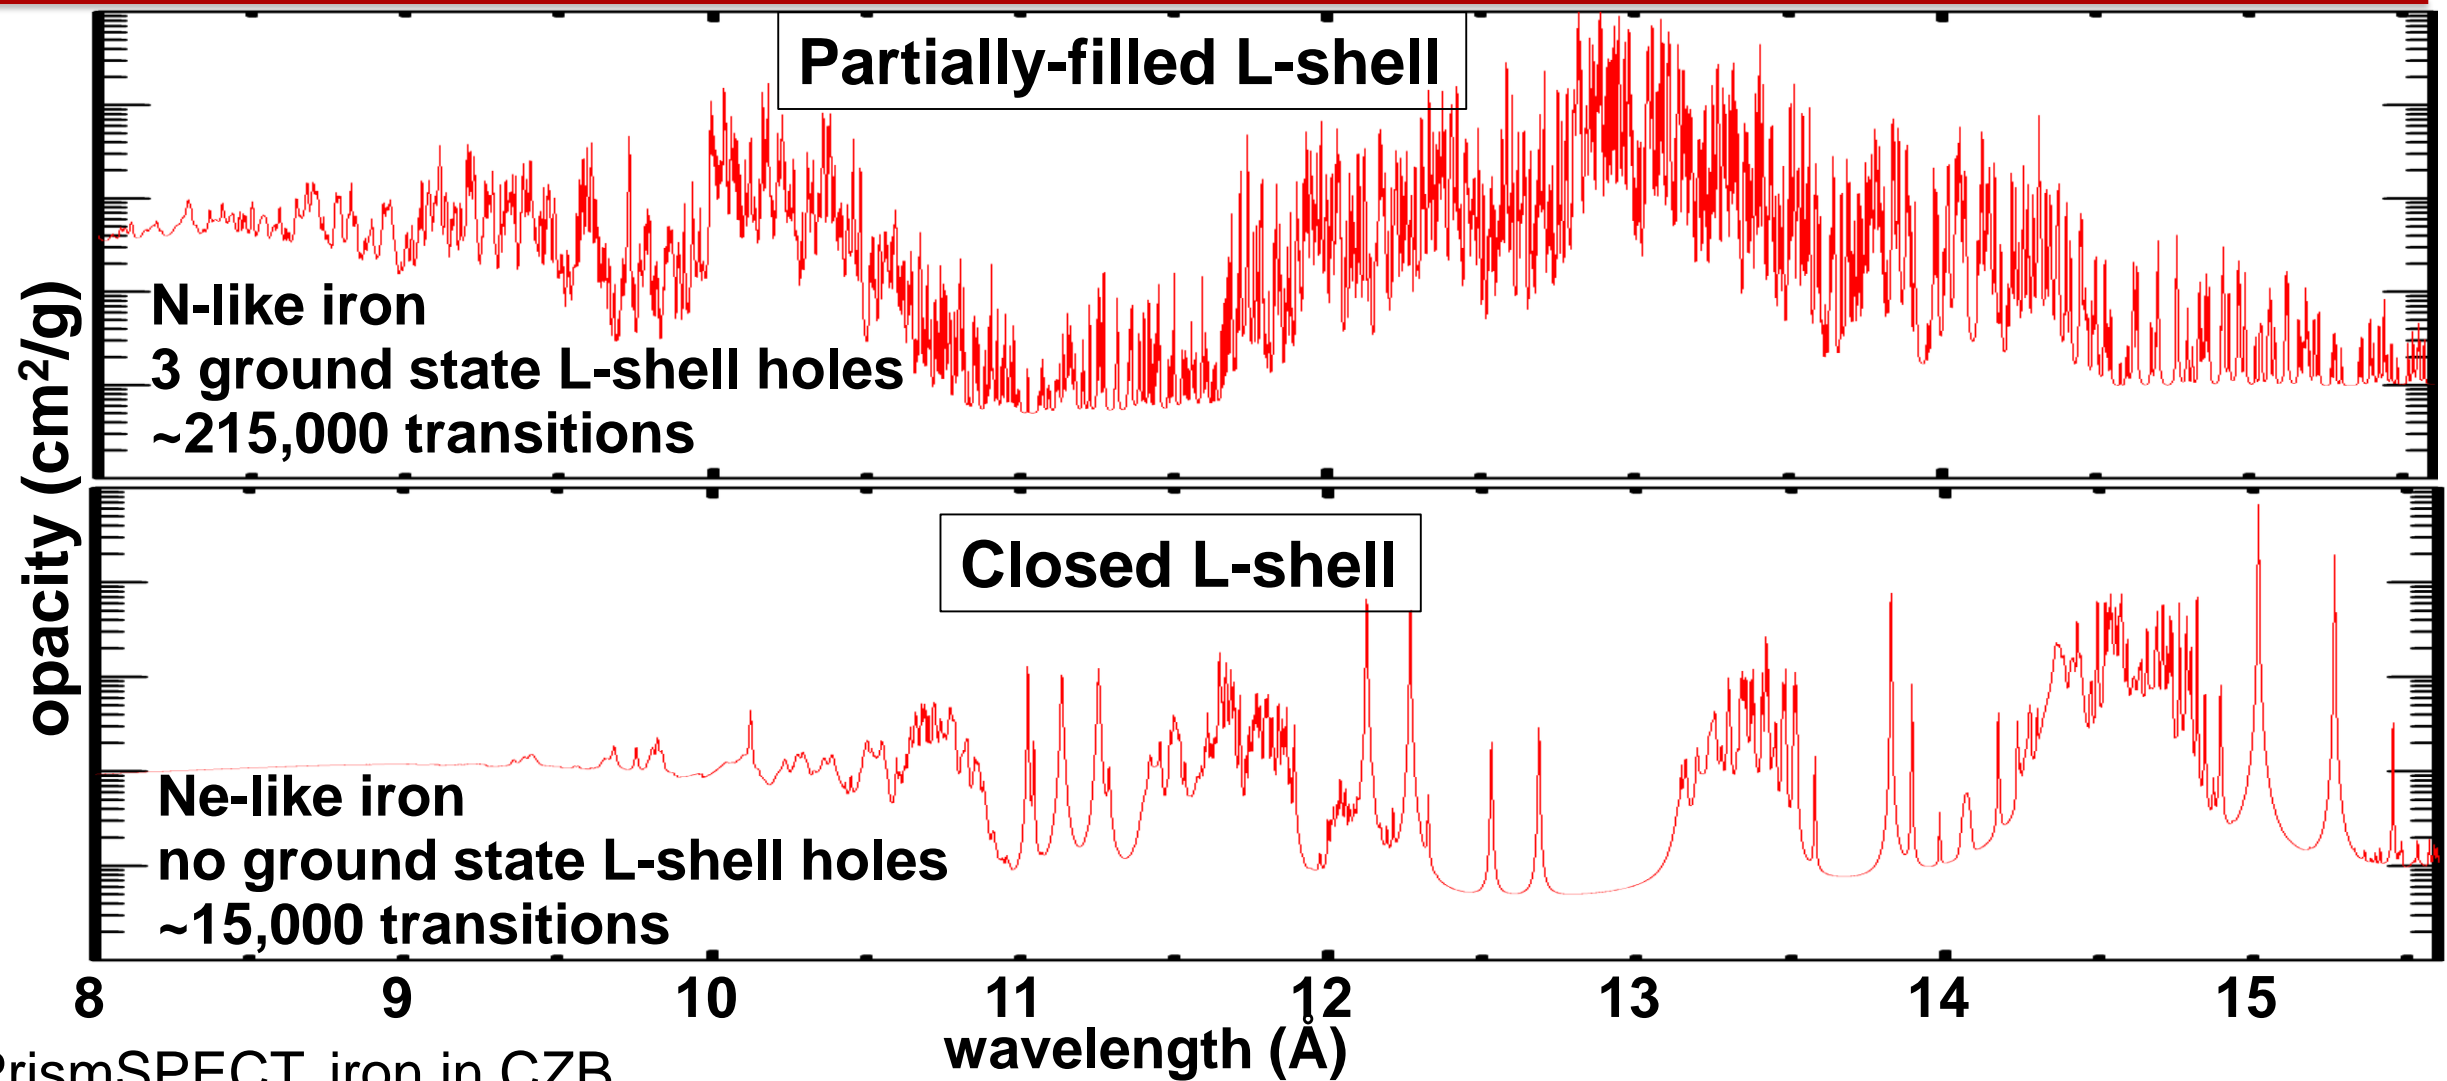 Partially-filled L-shell
N-like iron
3 ground state L-shell holes
~215,000 transitions
opacity (cm²/g)
Closed L-shell
Ne-like iron
no ground state L-shell holes
~15,000 transitions
8 9 10 11 12 13 14 15
wavelength (Å)
PrismSPECT iron in CZB